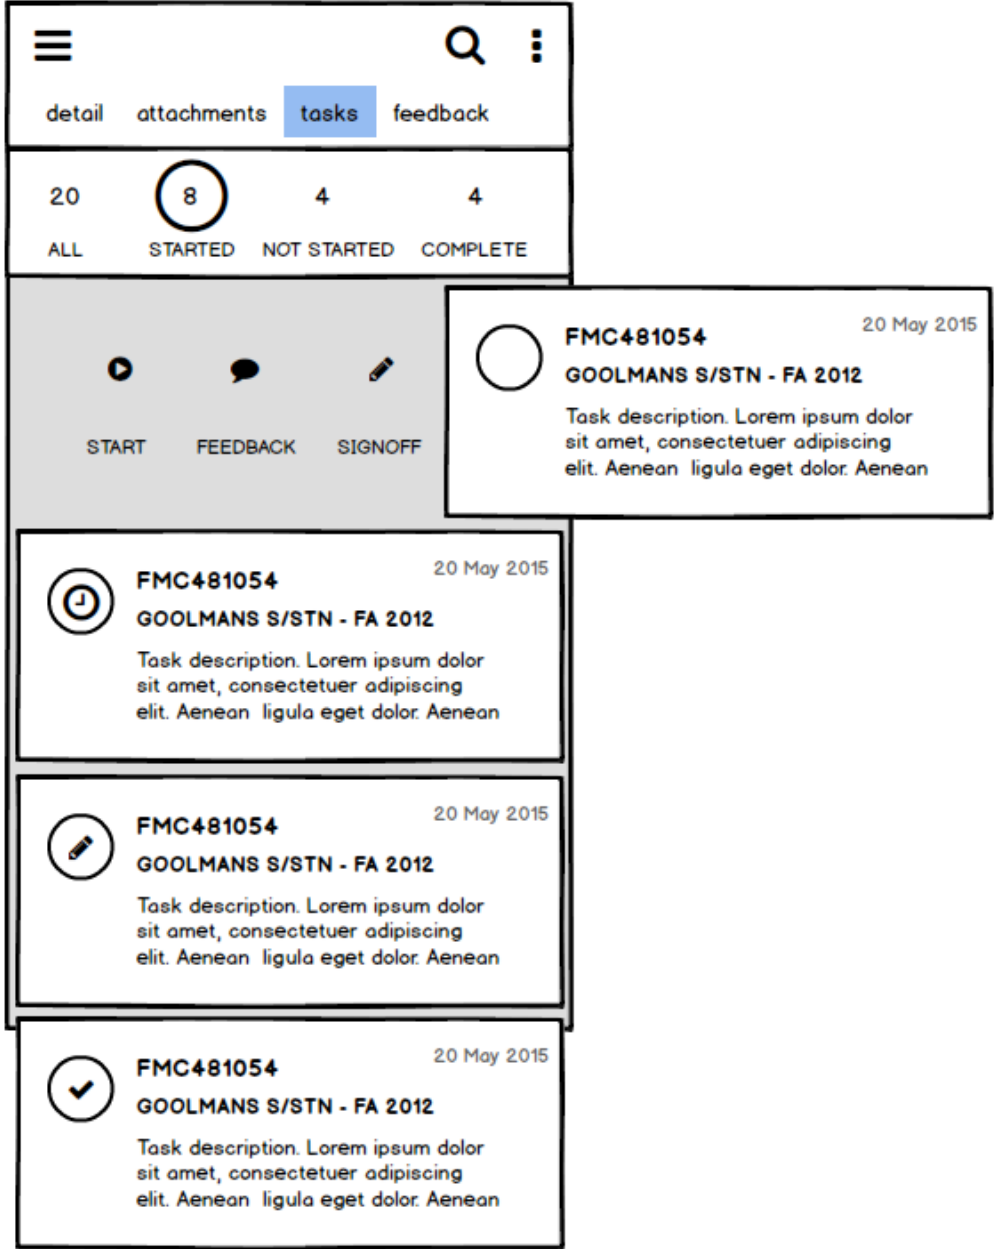 detail attachments tasks feedback
20 8 4 4
ALL STARTED NOT STARTED COMPLETE
START FEEDBACK SIGNOFF
20 May 2015
FMC481054
GOOLMANS S/STN - FA 2012
Task description. Lorem ipsum dolor
sit amet, consectetuer adipiscing
elit. Aenean ligula eget dolor. Aenean
20 May 2015
FMC481054
GOOLMANS S/STN - FA 2012
Task description. Lorem ipsum dolor
sit amet, consectetuer adipiscing
elit. Aenean ligula eget dolor. Aenean
20 May 2015
FMC481054
GOOLMANS S/STN - FA 2012
Task description. Lorem ipsum dolor
sit amet, consectetuer adipiscing
elit. Aenean ligula eget dolor. Aenean
20 May 2015
FMC481054
GOOLMANS S/STN - FA 2012
Task description. Lorem ipsum dolor
sit amet, consectetuer adipiscing
elit. Aenean ligula eget dolor. Aenean